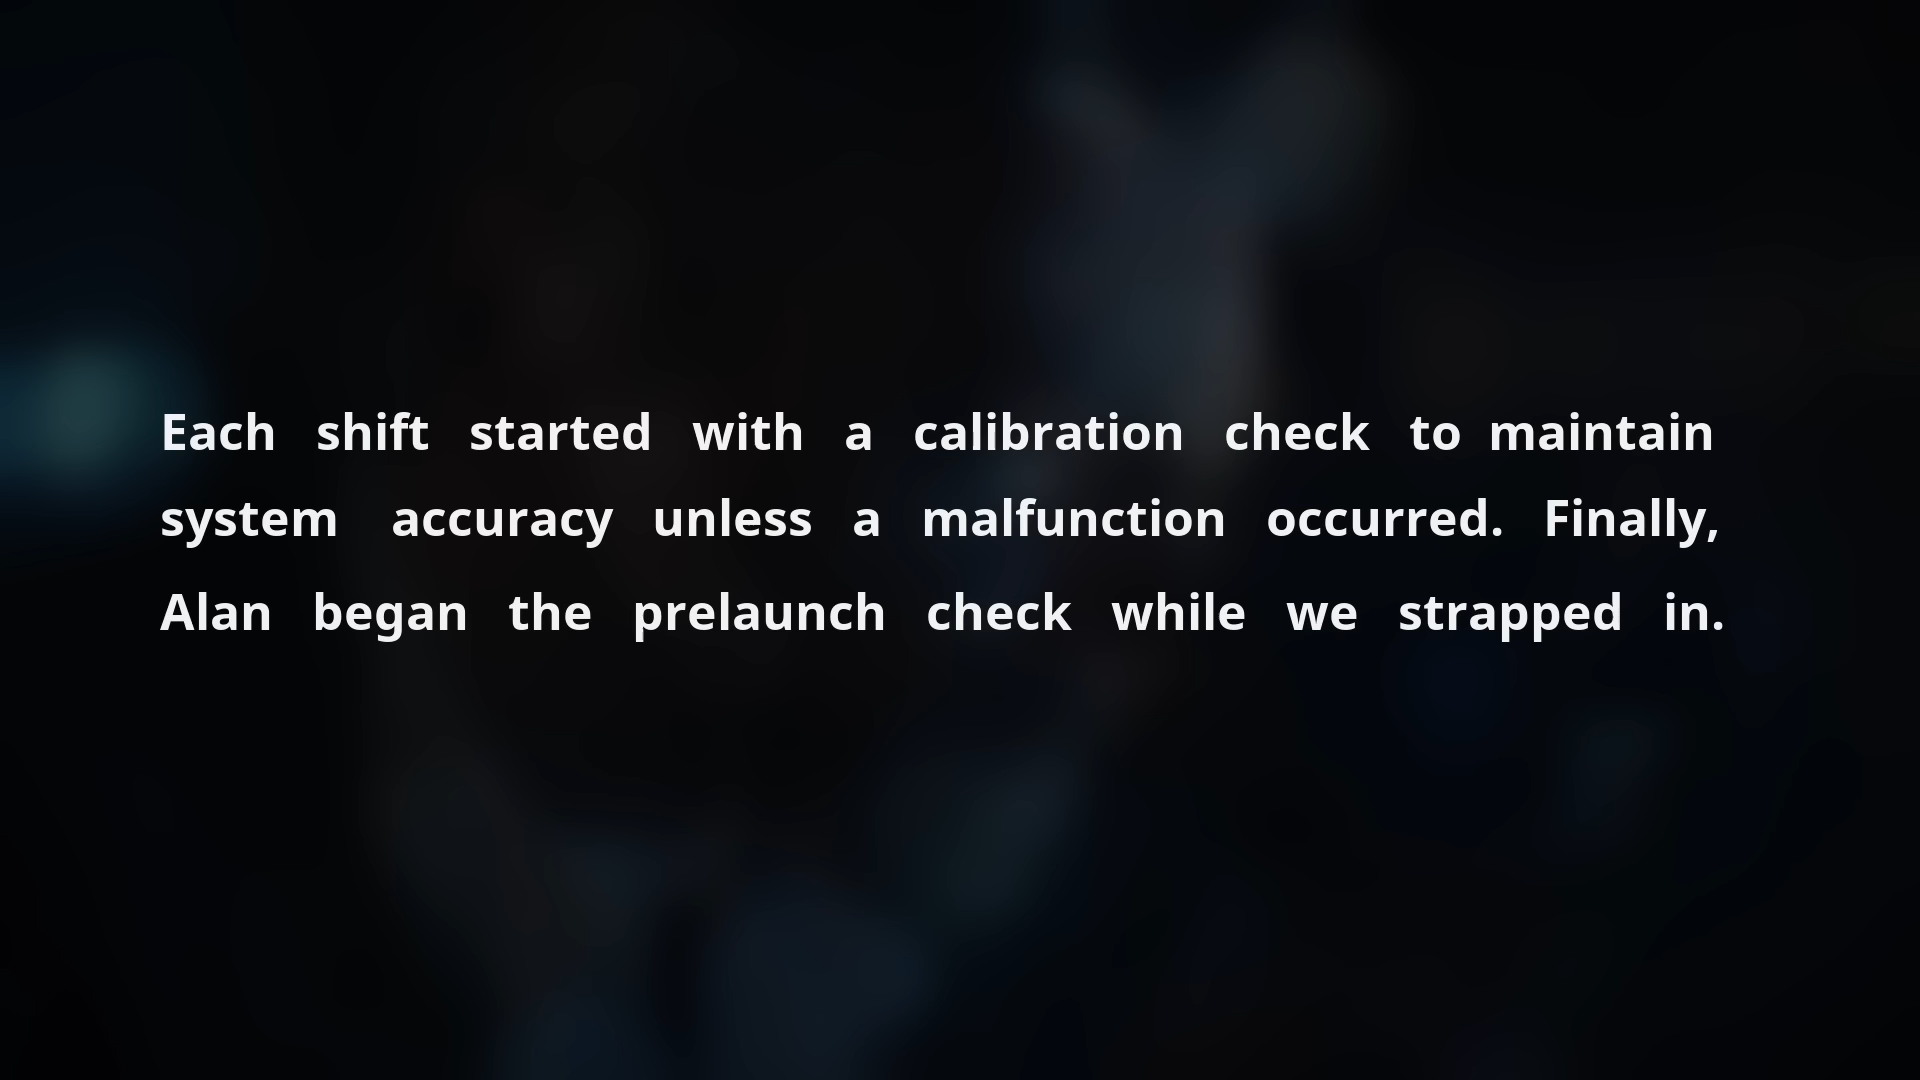 Each shift started with a calibration check to maintain
system accuracy unless a malfunction occurred. Finally,
Alan began the prelaunch check while we strapped in.